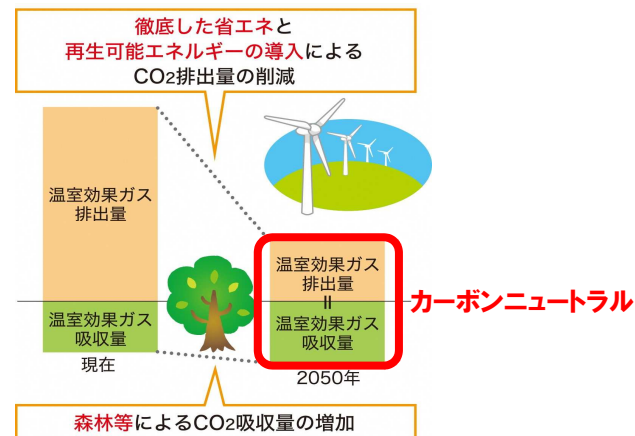 徹底した省エネと
再生可能エネルギーの導入による
CO2排出量の削減
温室効果ガス
排出量
温室効果ガス
吸収量
現在
温室効果ガス
排出量
=
温室効果ガス
吸収量
2050年
カーボンニュートラル
森林等によるCO2吸収量の増加